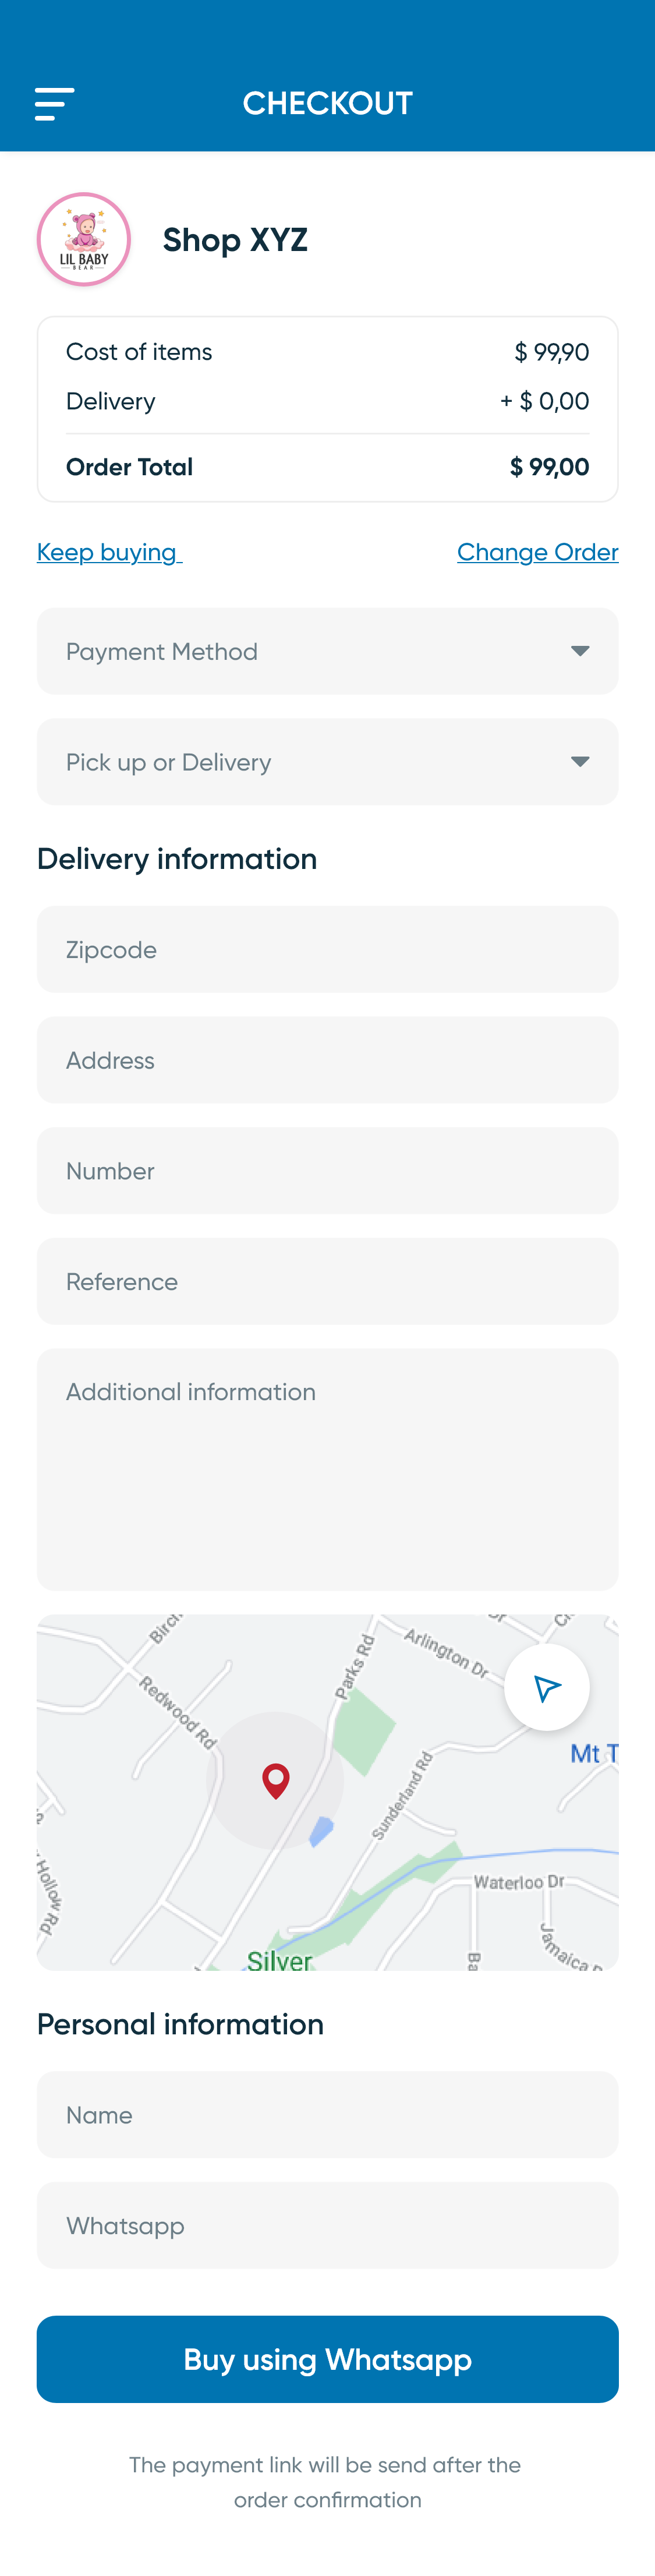 CHECKOUT
LIL BABY
BEAR
Shop XYZ
Cost of items $ 99,90
Delivery + $ 0,00
Order Total $ 99,00
Keep buying Change Order
Payment Method
Pick up or Delivery
Delivery information
Zipcode
Address
Number
Reference
Additional information
Birch
Parks Rd
Arlington Dr
Redwood Rd
Mt T
Sunderland Rd
Hollow Rd
Waterloo Dr
Jamaica
Silver
Ba
Personal information
Name
Whatsapp
Buy using Whatsapp
The payment link will be send after the
order confirmation